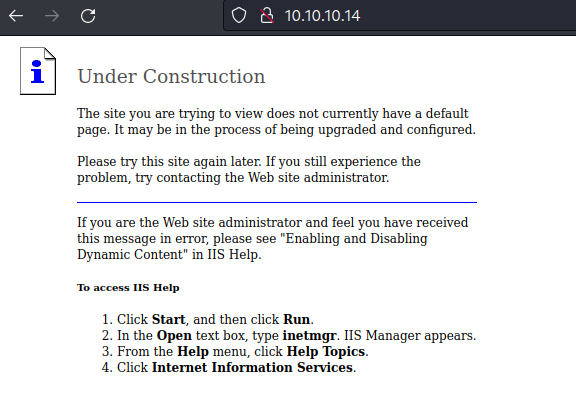 10.10.10.14
i
Under Construction
The site you are trying to view does not currently have a default
page. It may be in the process of being upgraded and configured.
Please try this site again later. If you still experience the
problem, try contacting the Web site administrator.
If you are the Web site administrator and feel you have received
this message in error, please see "Enabling and Disabling
Dynamic Content" in IIS Help.
To access IIS Help
1. Click Start, and then click Run.
2. In the Open text box, type inetmgr. IIS Manager appears.
3. From the Help menu, click Help Topics.
4. Click Internet Information Services.